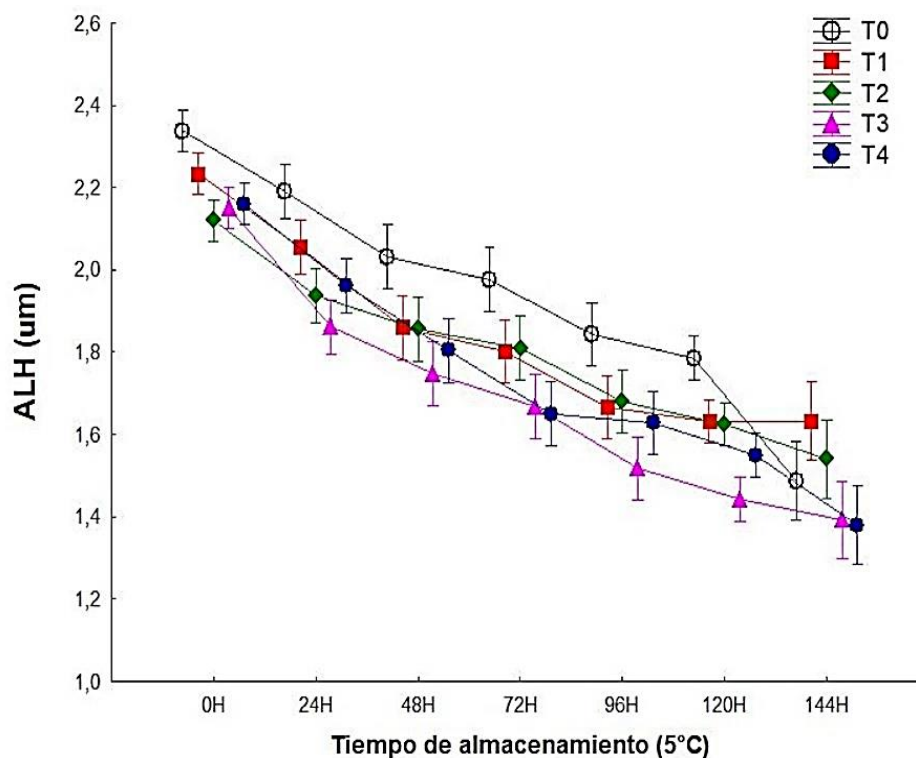 2,6
2,4
2,2
2,0
1,8
1,6
1,4
1,2
1,0
ALH (um)
T0
T1
T2
T3
T4
0H 24H 48H 72H 96H 120H 144H
Tiempo de almacenamiento (5°C)